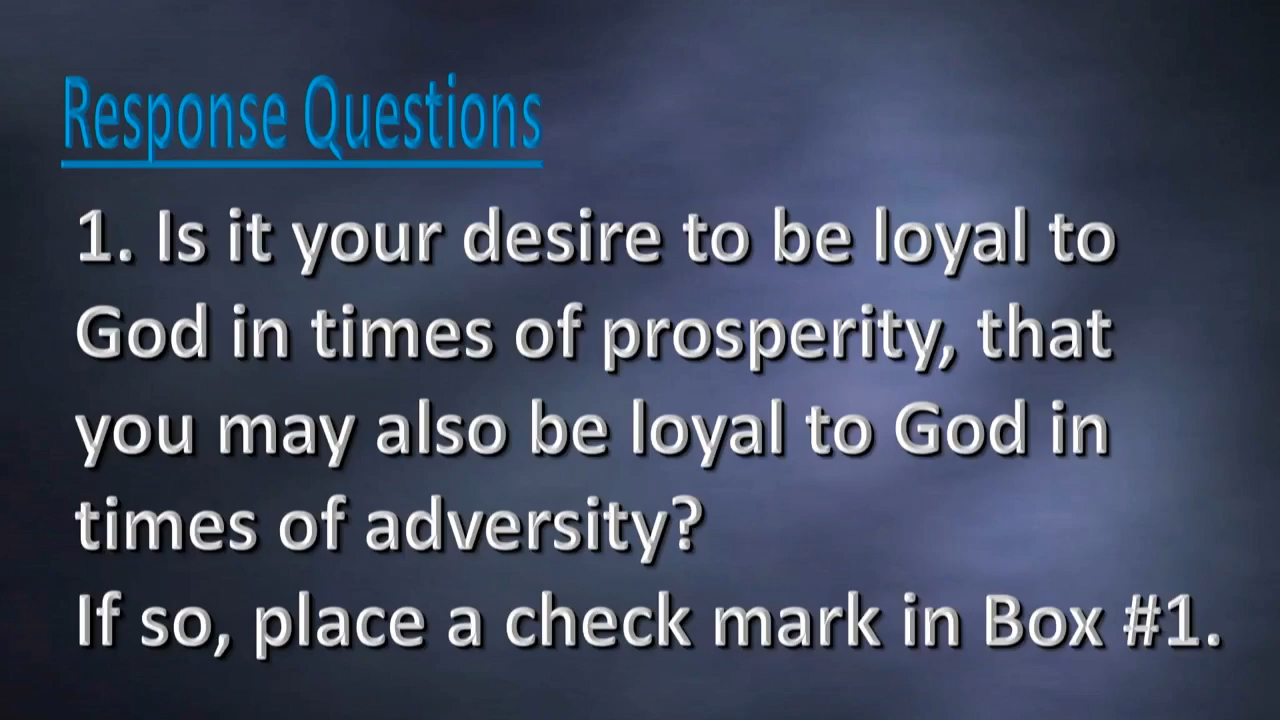 Response Questions
1. Is it your desire to be loyal to
God in times of prosperity, that
you may also be loyal to God in
times of adversity?
If so, place a check mark in Box #1.